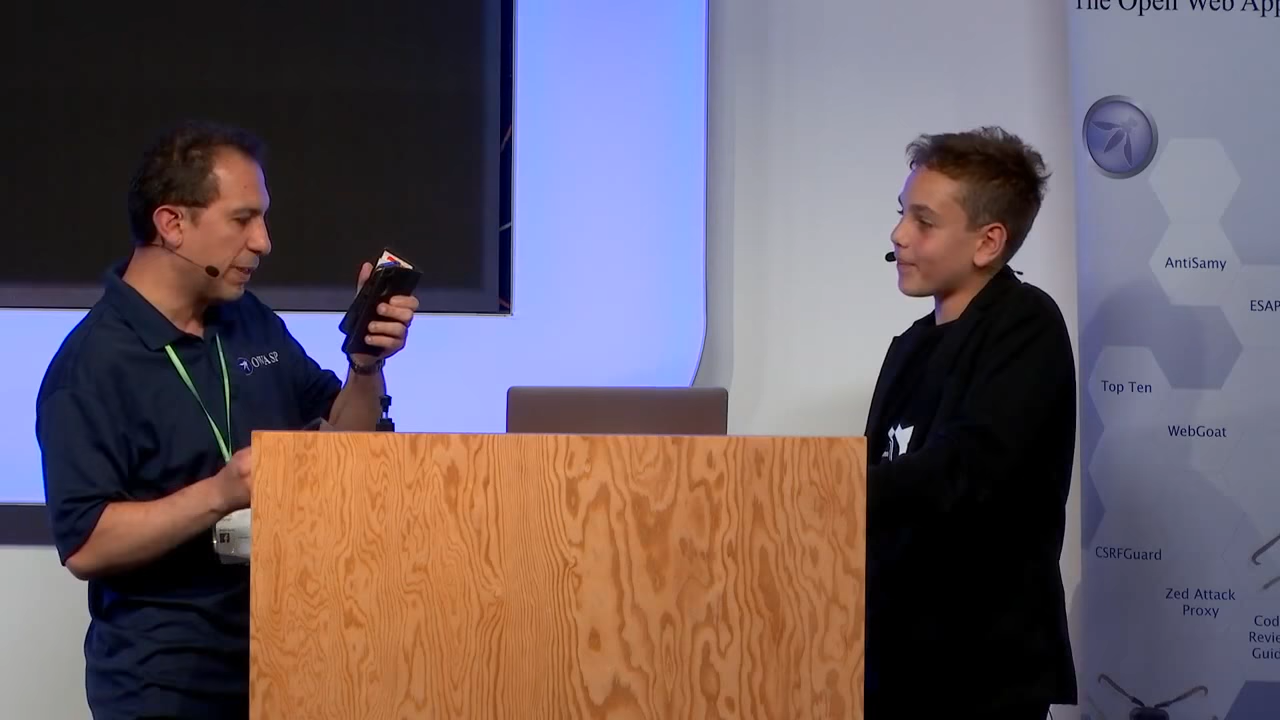 The Open Web App
AntiSamy
ESAP
Top Ten
WebGoat
CSRFGuard
Zed Attack
Proxy
Cod
Revie
Guid
OWASP